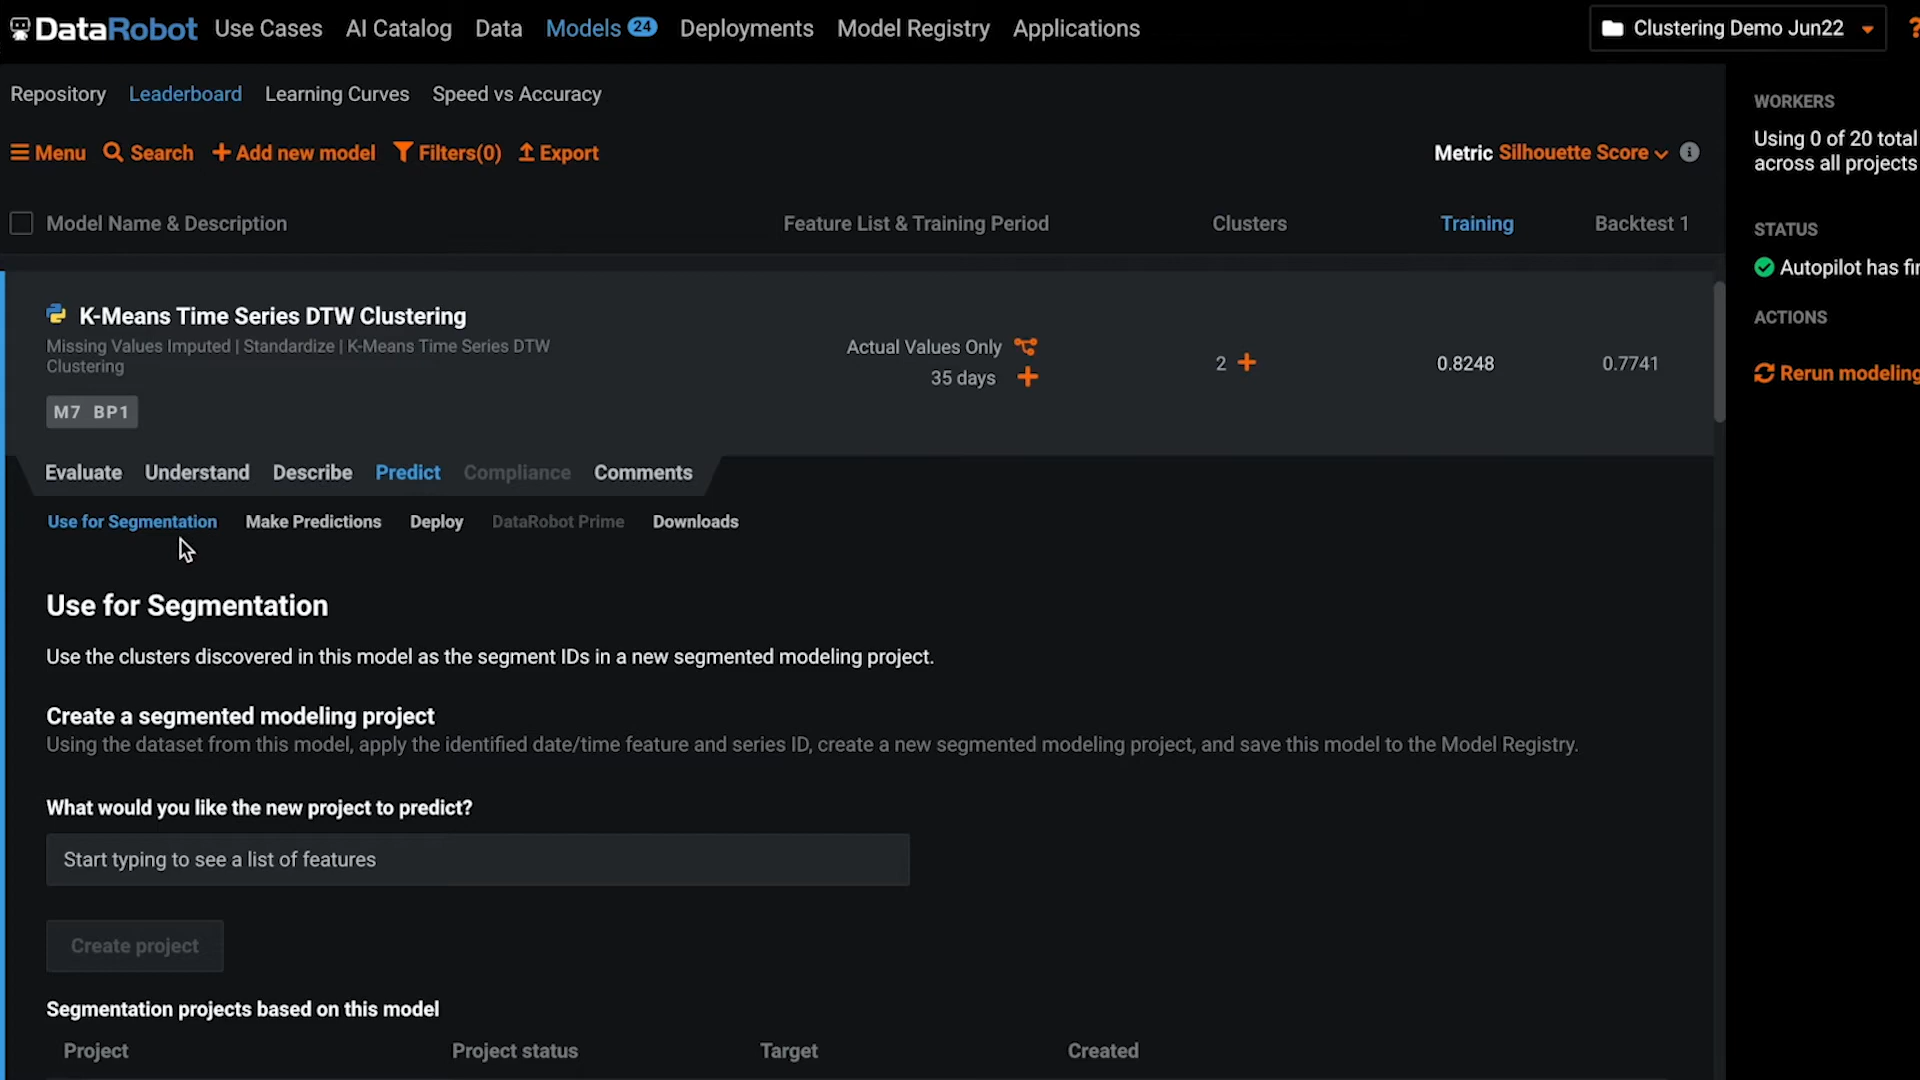 DataRobot Use Cases AI Catalog Data Models 24 Deployments Model Registry Applications Clustering Demo Jun22 ?
Repository Leaderboard Learning Curves Speed vs Accuracy
WORKERS
Using 0 of 20 total
across all projects
Menu Search Add new model Filters(0) Export Metric Silhouette Score
Model Name & Description Feature List & Training Period Clusters Training Backtest 1
STATUS
Autopilot has fin
ACTIONS
Rerun modeling
K-Means Time Series DTW Clustering
Missing Values Imputed | Standardize | K-Means Time Series DTW
Clustering
M7 BP1
Actual Values Only
35 days
2 0.8248 0.7741
Evaluate Understand Describe Predict Compliance Comments
Use for Segmentation Make Predictions Deploy DataRobot Prime Downloads
Use for Segmentation
Use the clusters discovered in this model as the segment IDs in a new segmented modeling project.
Create a segmented modeling project
Using the dataset from this model, apply the identified date/time feature and series ID, create a new segmented modeling project, and save this model to the Model Registry.
What would you like the new project to predict?
Start typing to see a list of features
Create project
Segmentation projects based on this model
Project Project status Target Created